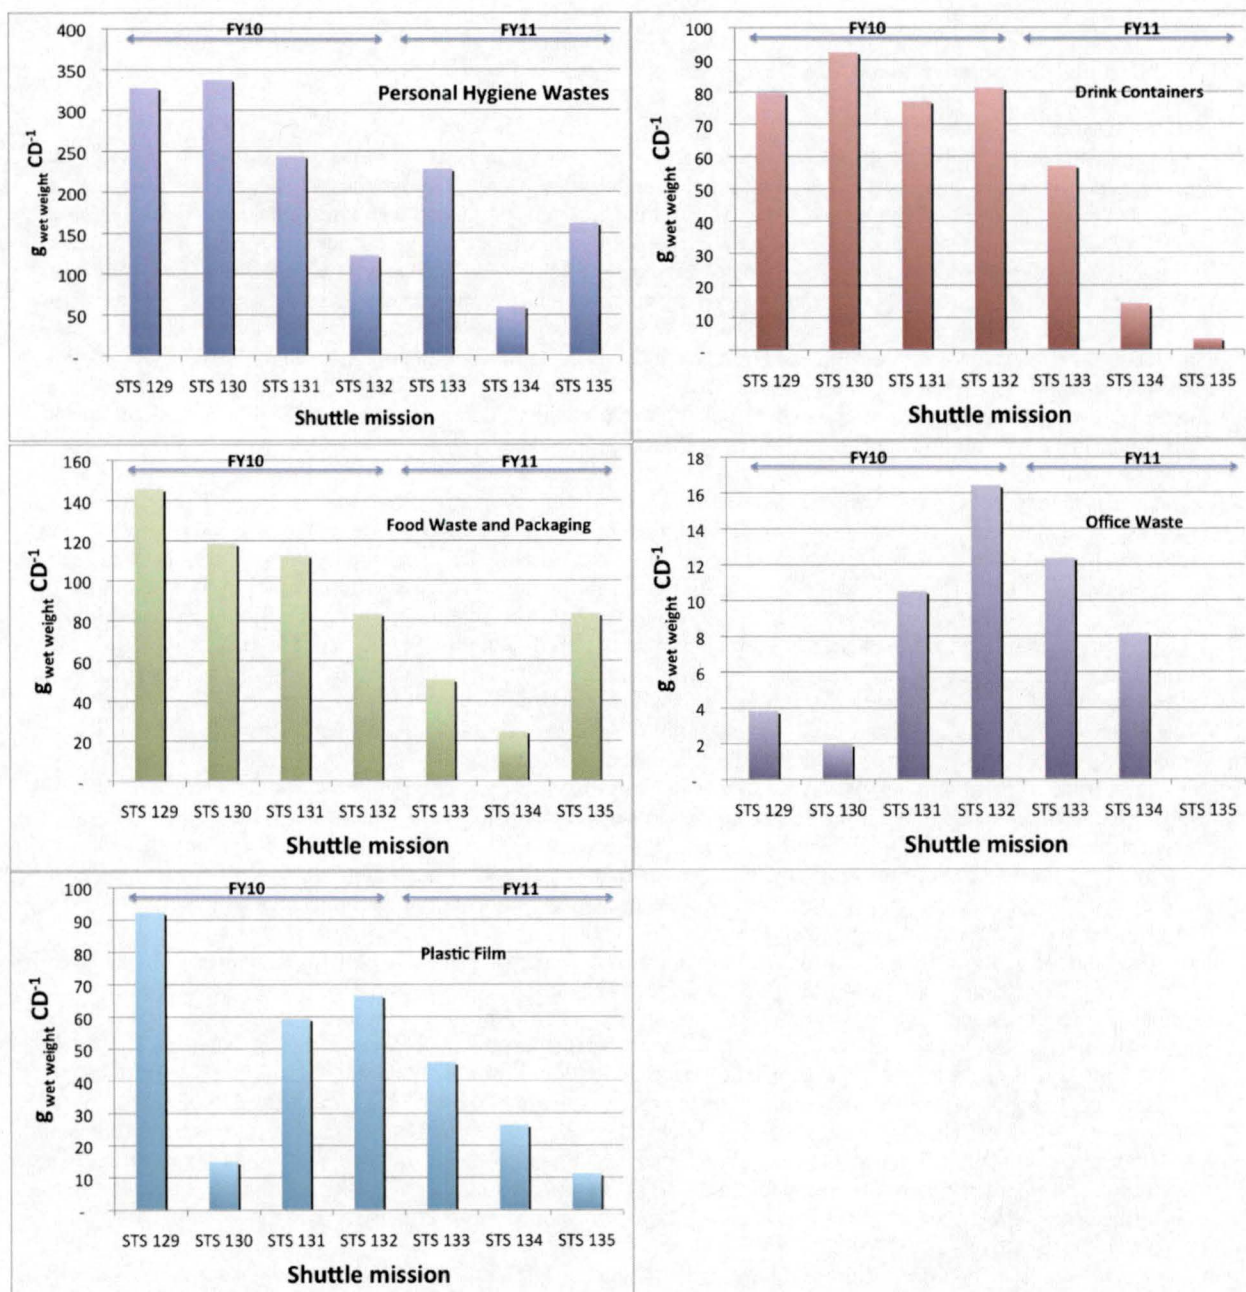 FY10 FY11
400
350
300
250
200
150
100
50
-
g wet weight CD-1
Personal Hygiene Wastes
STS 129 STS 130 STS 131 STS 132 STS 133 STS 134 STS 135
Shuttle mission
FY10 FY11
100
90
80
70
60
50
40
30
20
10
-
g wet weight CD-1
Drink Containers
STS 129 STS 130 STS 131 STS 132 STS 133 STS 134 STS 135
Shuttle mission
FY10 FY11
160
140
120
100
80
60
40
20
-
g wet weight CD-1
Food Waste and Packaging
STS 129 STS 130 STS 131 STS 132 STS 133 STS 134 STS 135
Shuttle mission
FY10 FY11
18
16
14
12
10
8
6
4
2
-
g wet weight CD-1
Office Waste
STS 129 STS 130 STS 131 STS 132 STS 133 STS 134 STS 135
Shuttle mission
FY10 FY11
100
90
80
70
60
50
40
30
20
10
-
g wet weight CD-1
Plastic Film
STS 129 STS 130 STS 131 STS 132 STS 133 STS 134 STS 135
Shuttle mission